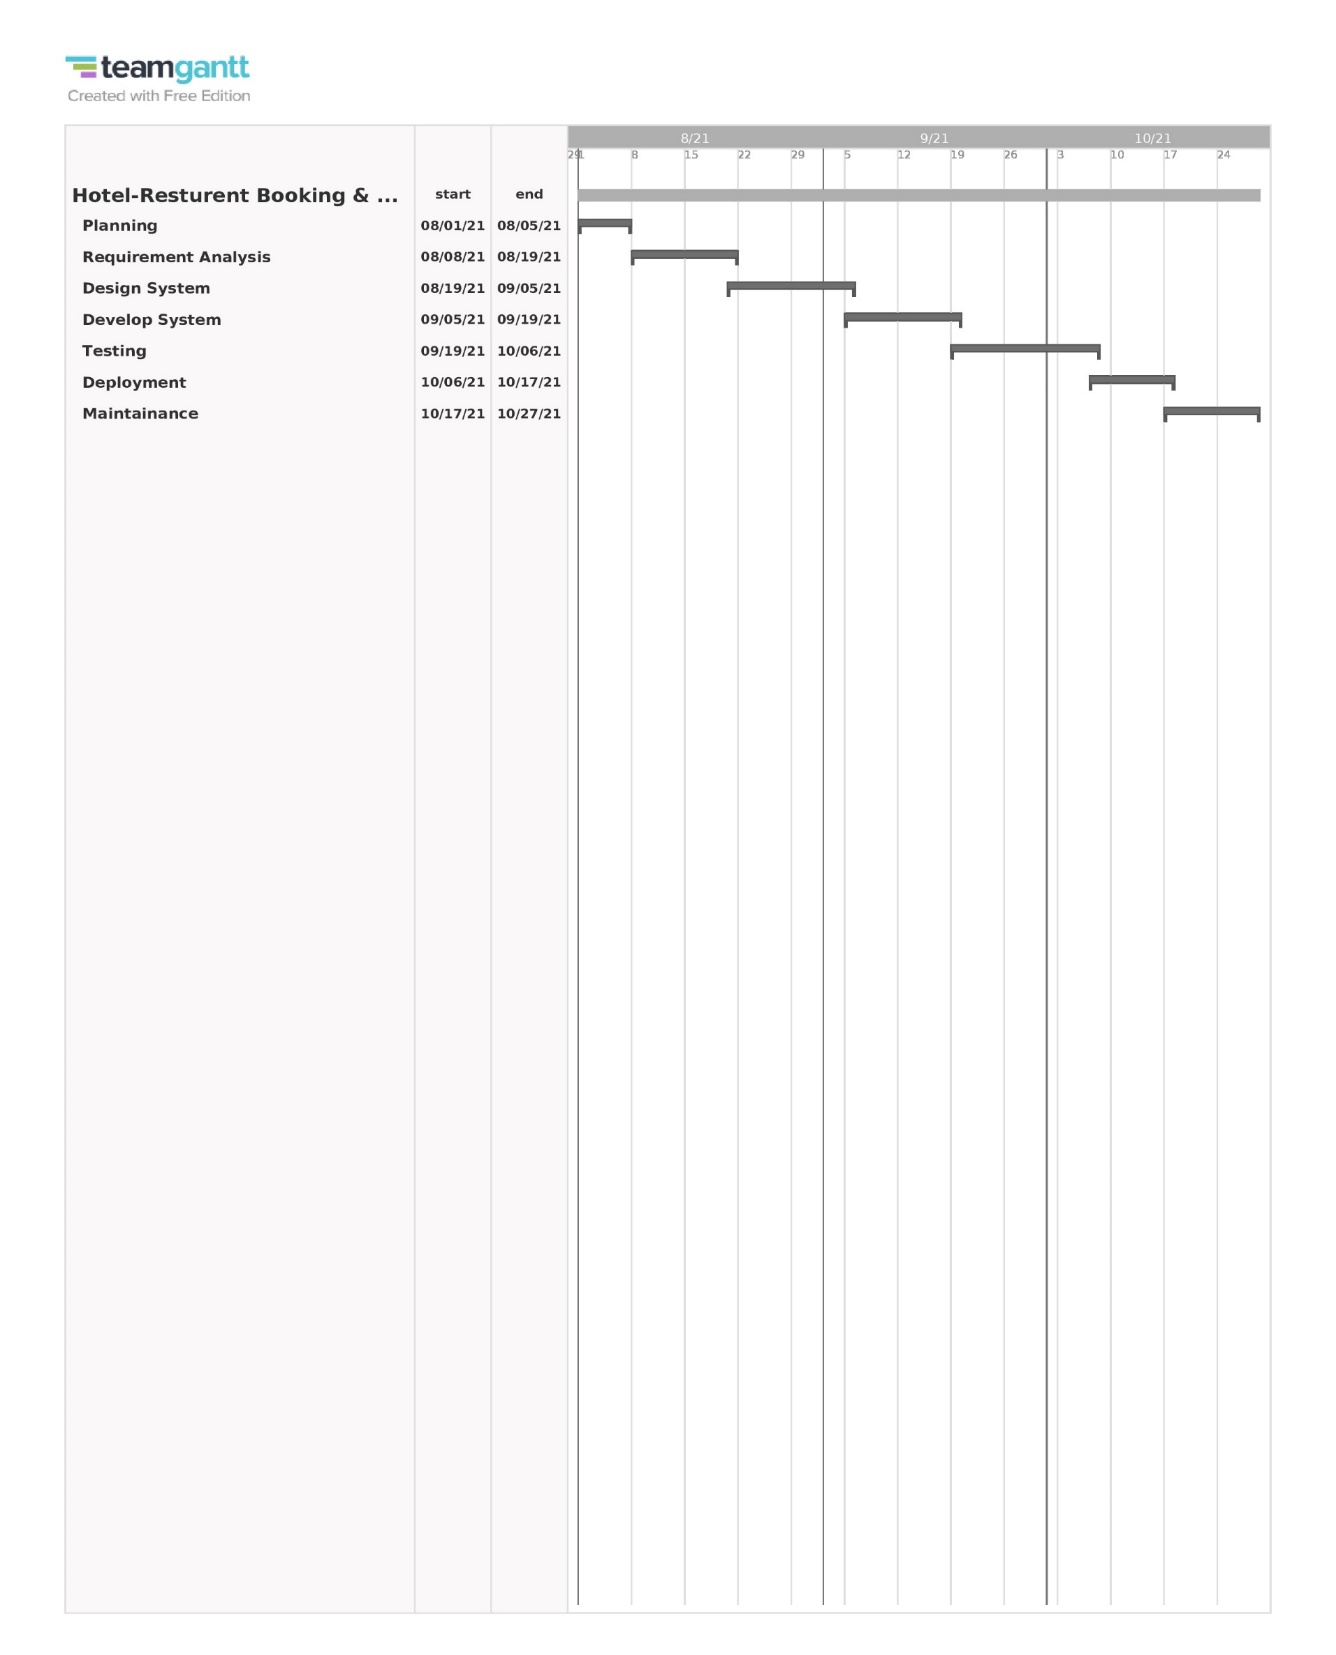 teamgantt
Created with Free Edition
8/21 9/21 10/21
29 1 8 15 22 29 5 12 19 26 3 10 17 24
Hotel-Resturent Booking & ... start end
Planning 08/01/21 08/05/21
Requirement Analysis 08/08/21 08/19/21
Design System 08/19/21 09/05/21
Develop System 09/05/21 09/19/21
Testing 09/19/21 10/06/21
Deployment 10/06/21 10/17/21
Maintainance 10/17/21 10/27/21